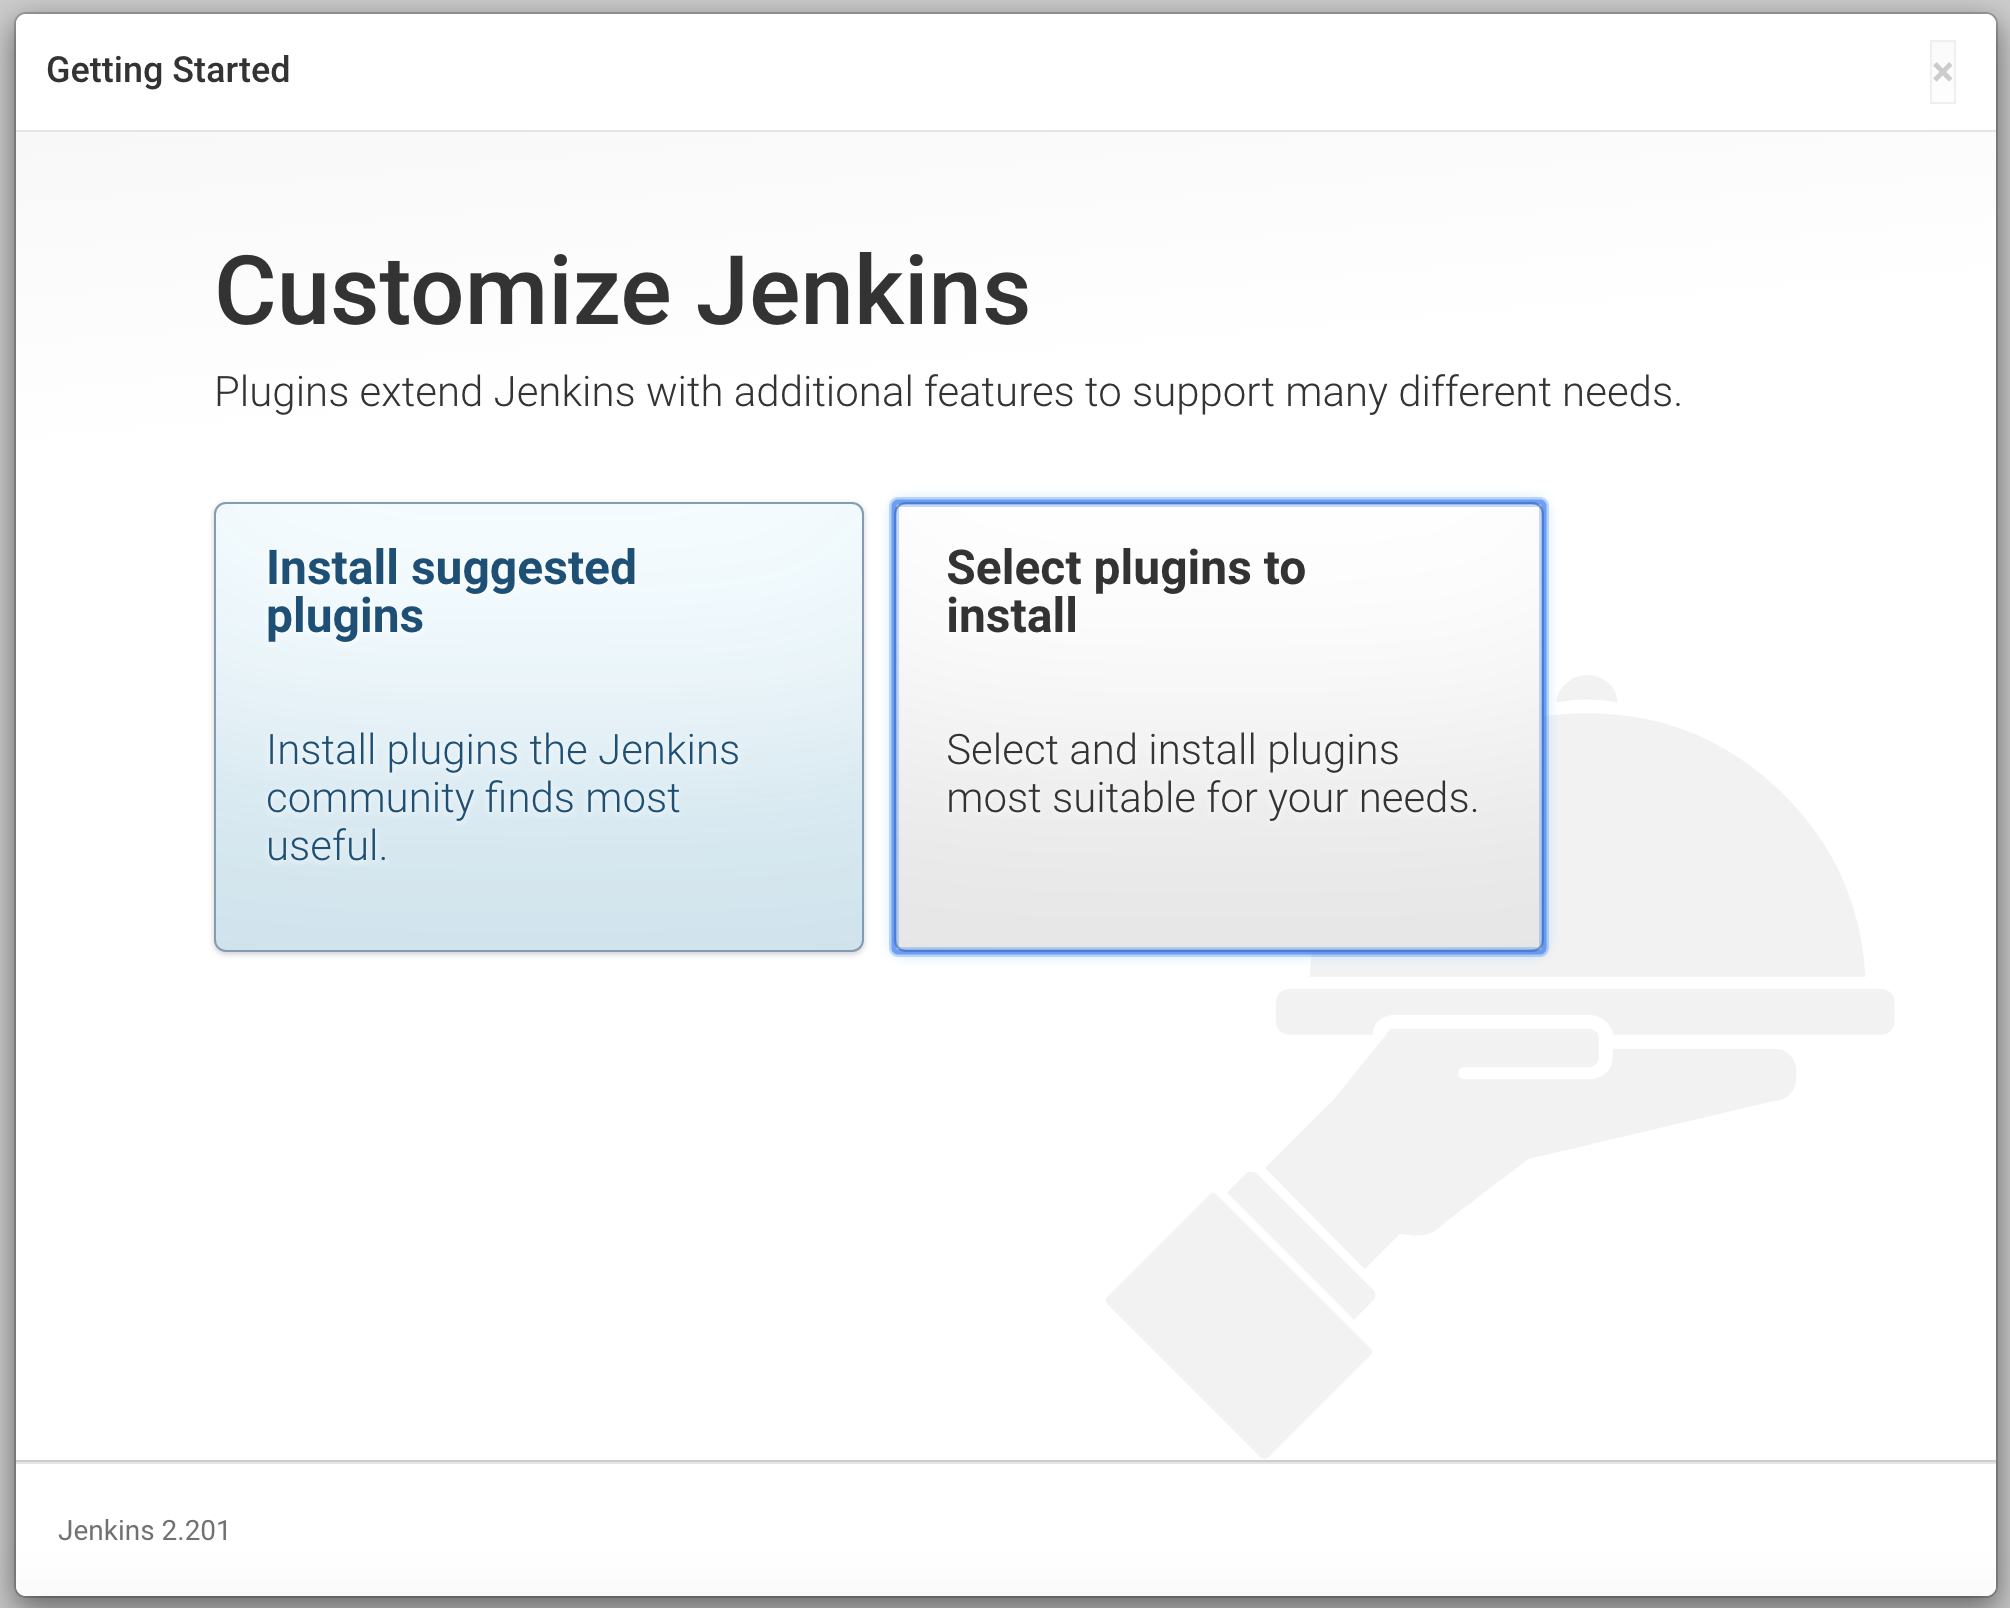 Getting Started
×
Customize Jenkins
Plugins extend Jenkins with additional features to support many different needs.
Install suggested
plugins
Install plugins the Jenkins
community finds most
useful.
Select plugins to
install
Select and install plugins
most suitable for your needs.
Jenkins 2.201